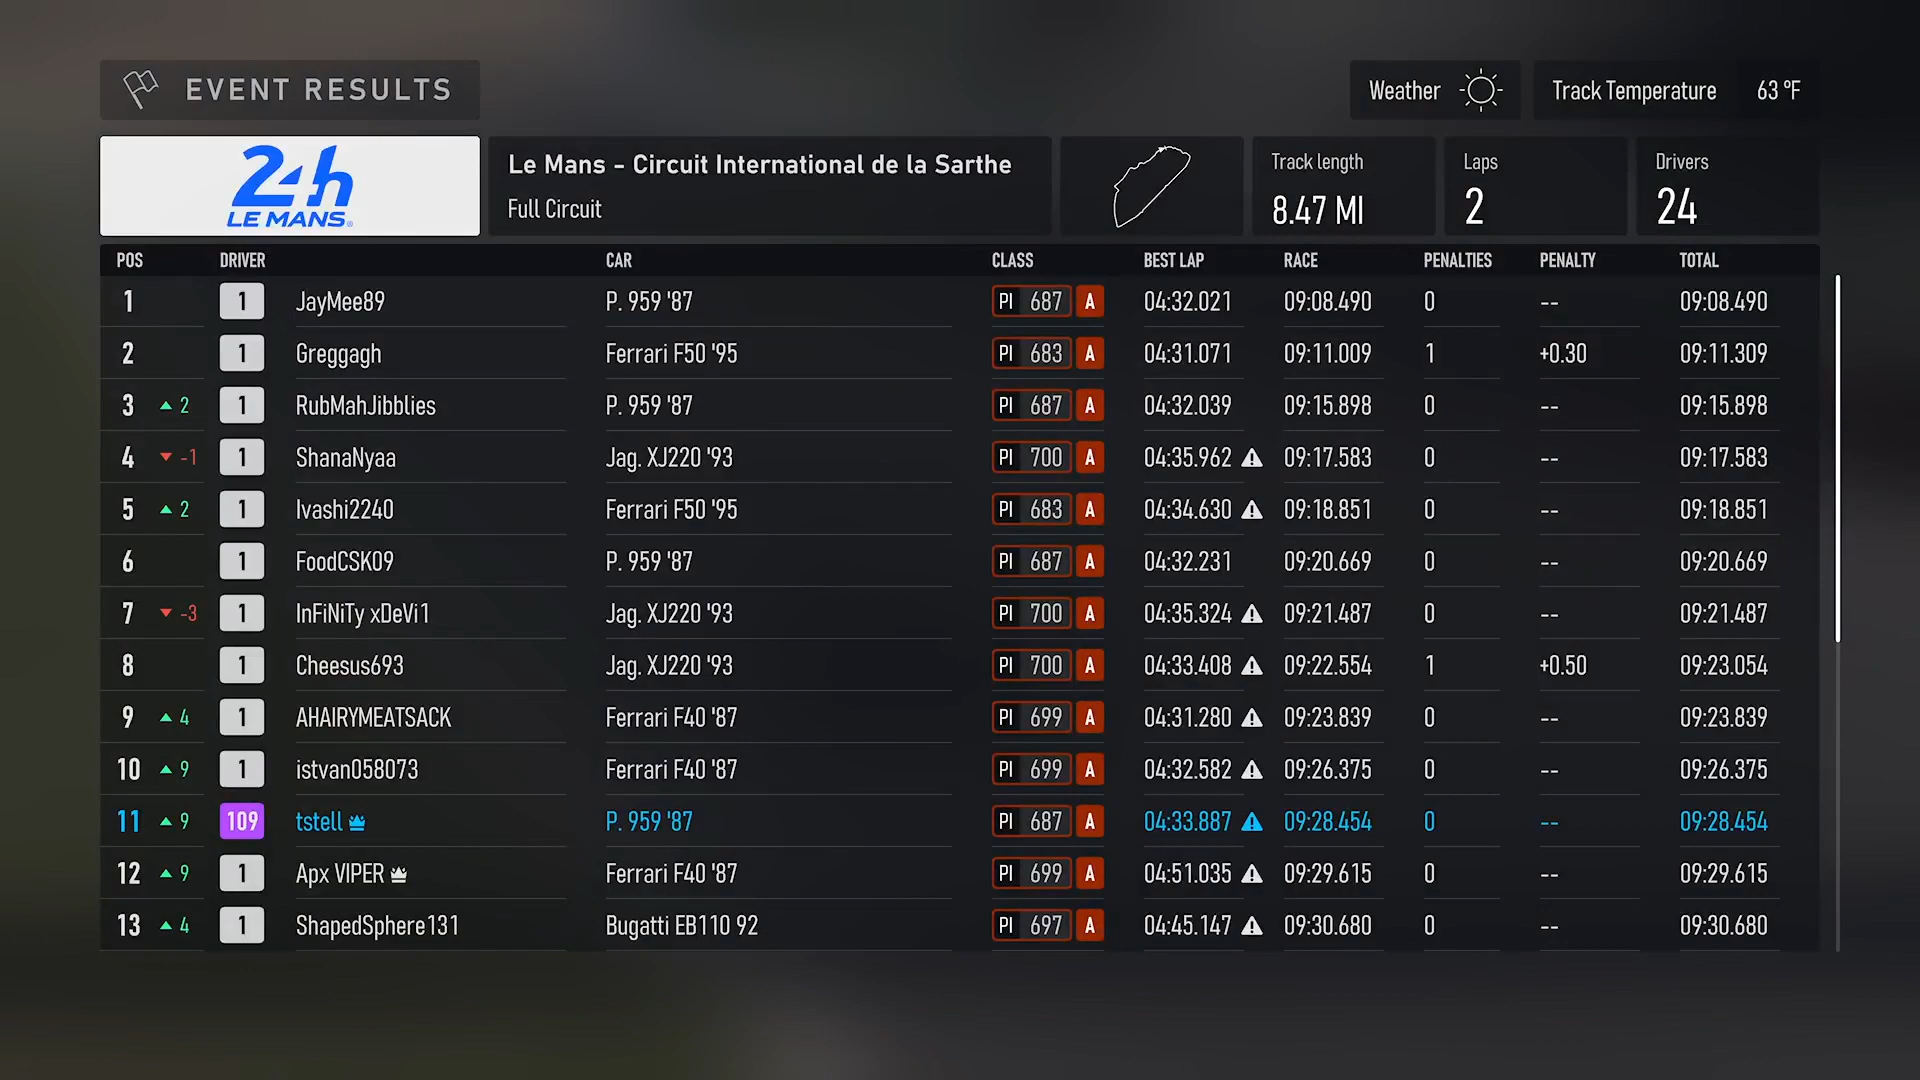 EVENT RESULTS
Weather
Track Temperature 63 °F
24h
LE MANS
Le Mans - Circuit International de la Sarthe
Full Circuit
Track length
8.47 MI
Laps
2
Drivers
24
POS DRIVER CAR CLASS BEST LAP RACE PENALTIES PENALTY TOTAL
1 1 JayMee89 P. 959 '87 PI 687 A 04:32.021 09:08.490 0 -- 09:08.490
2 1 Greggagh Ferrari F50 '95 PI 683 A 04:31.071 09:11.009 1 +0.30 09:11.309
3 2 1 RubMahJibblies P. 959 '87 PI 687 A 04:32.039 09:15.898 0 -- 09:15.898
4 -1 1 ShanaNyaa Jag. XJ220 '93 PI 700 A 04:35.962 09:17.583 0 -- 09:17.583
5 2 1 Ivashi2240 Ferrari F50 '95 PI 683 A 04:34.630 09:18.851 0 -- 09:18.851
6 1 FoodCSK09 P. 959 '87 PI 687 A 04:32.231 09:20.669 0 -- 09:20.669
7 -3 1 InFiNiTy xDeVi1 Jag. XJ220 '93 PI 700 A 04:35.324 09:21.487 0 -- 09:21.487
8 1 Cheesus693 Jag. XJ220 '93 PI 700 A 04:33.408 09:22.554 1 +0.50 09:23.054
9 4 1 AHAIRYMEATSACK Ferrari F40 '87 PI 699 A 04:31.280 09:23.839 0 -- 09:23.839
10 9 1 istvan058073 Ferrari F40 '87 PI 699 A 04:32.582 09:26.375 0 -- 09:26.375
11 9 109 tstell P. 959 '87 PI 687 A 04:33.887 09:28.454 0 -- 09:28.454
12 9 1 Apx VIPER Ferrari F40 '87 PI 699 A 04:51.035 09:29.615 0 -- 09:29.615
13 4 1 ShapedSphere131 Bugatti EB110 92 PI 697 A 04:45.147 09:30.680 0 -- 09:30.680